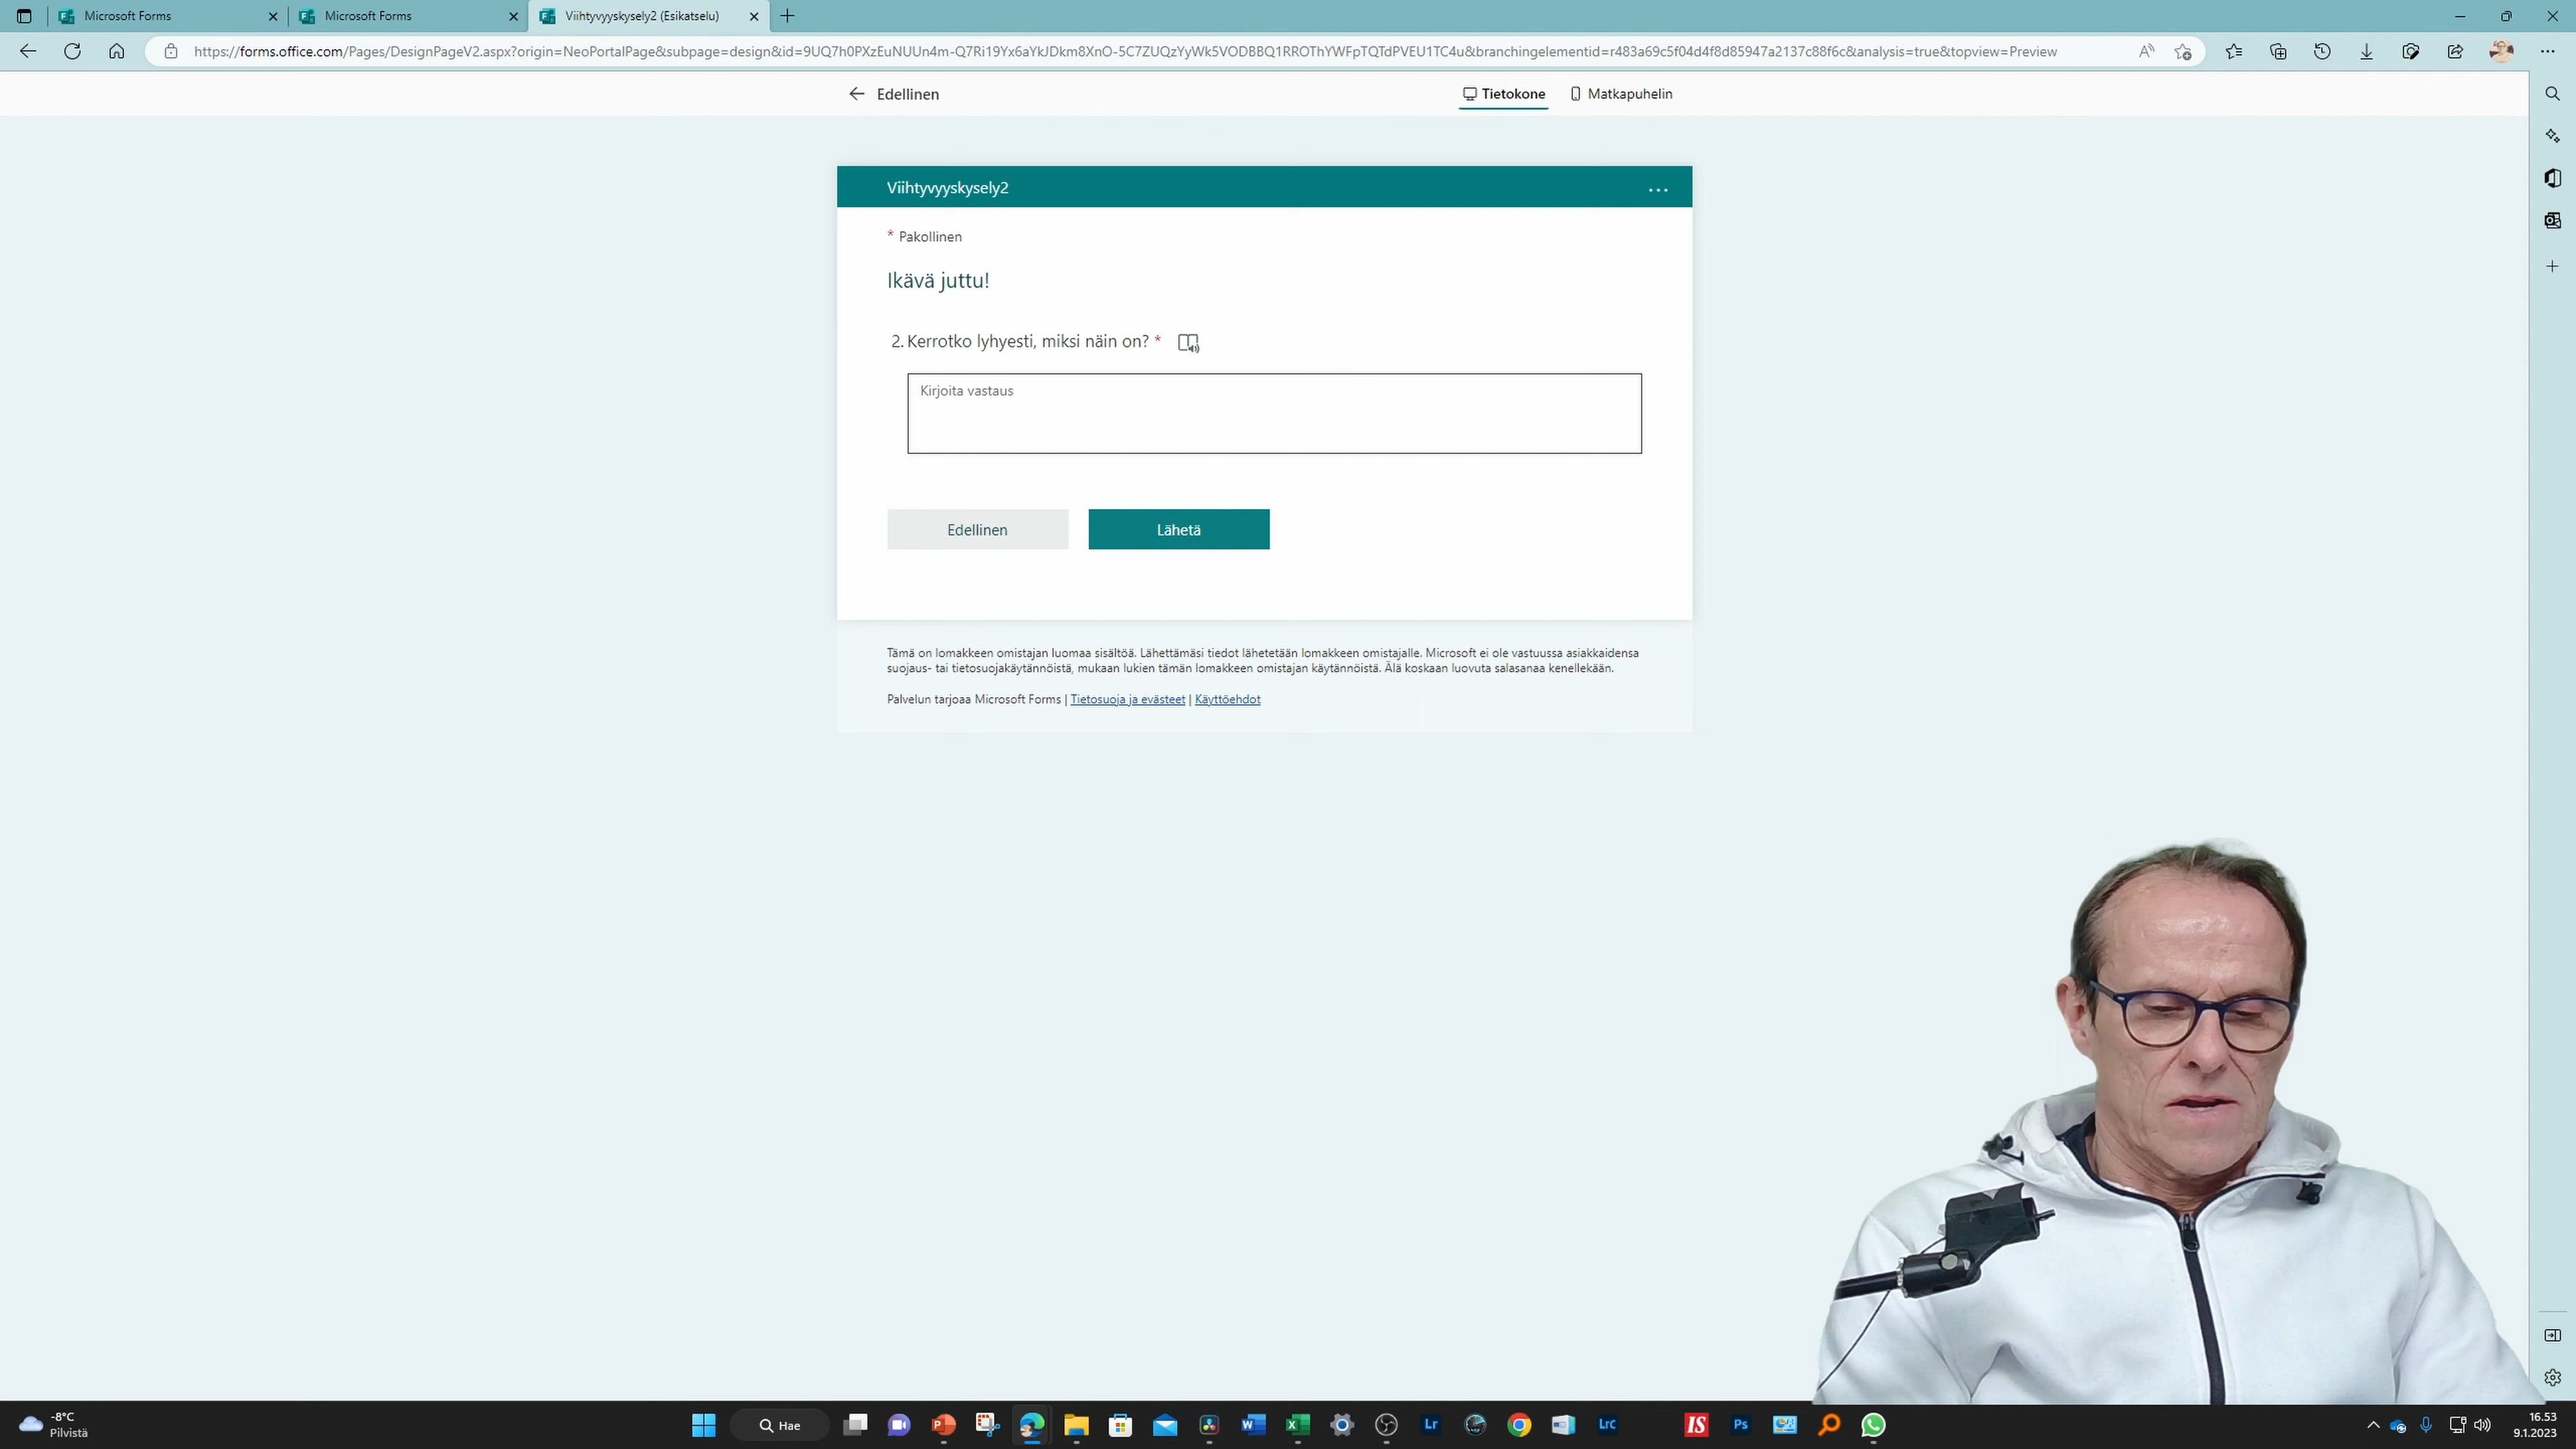 Microsoft Forms
Microsoft Forms
Viihtyvyyskysely2 (Esikatselu)
https://forms.office.com/Pages/DesignPageV2.aspx?origin=NeoPortalPage&subpage=design&id=9UQ7h0PXzEuNUUn4m-Q7Ri19Yx6aYkJDkm8XnO-5C7ZUQzYyWk5VODBBQ1RROThYWFpTQTdPVEU1TC4u&branchingelementid=r483a69c5f04d4f8d85947a2137c88f6c&analysis=true&topview=Preview
Edellinen
Tietokone
Matkapuhelin
Viihtyvyyskysely2
* Pakollinen
Ikävä juttu!
2. Kerrotko lyhyesti, miksi näin on? *
Kirjoita vastaus
Edellinen
Lähetä
Tämä on lomakkeen omistajan luomaa sisältöä. Lähettämäsi tiedot lähetetään lomakkeen omistajalle. Microsoft ei ole vastuussa asiakkaidensa
suojaus- tai tietosuojakäytännöistä, mukaan lukien tämän lomakkeen omistajan käytännöistä. Älä koskaan luovuta salasanaa kenellekään.
Palvelun tarjoaa Microsoft Forms | Tietosuoja ja evästeet | Käyttöehdot
-8°C
Pilvistä
Hae
Lr
LrC
IS
Ps
16.53
9.1.2023